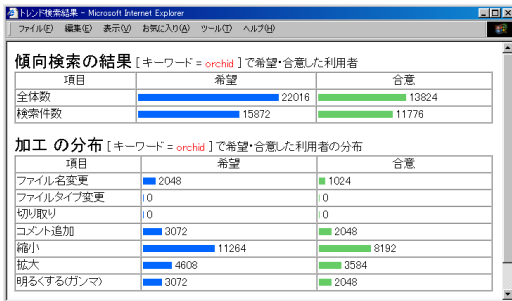 トレンド検索結果 - Microsoft Internet Explorer
ファイル(F) 編集(E) 表示(V) お気に入り(A) ツール(T) ヘルプ(H)
傾向検索の結果 [ キーワード = orchid ] で希望・合意した利用者
項目 希望 合意
全体数 22016 13824
検索件数 15872 11776
加工 の分布 [ キーワード = orchid ] で希望・合意した利用者の分布
項目 希望 合意
ファイル名変更 2048 1024
ファイルタイプ変更 0 0
切り取り 0 0
コメント追加 3072 2048
縮小 11264 8192
拡大 4608 3584
明るくする(ガンマ) 3072 2048